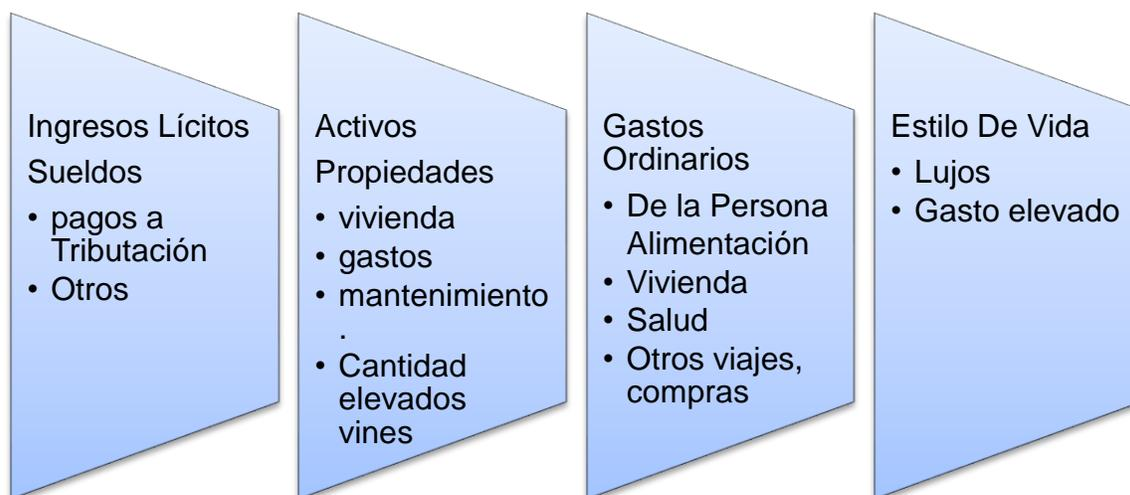 Ingresos Lícitos
Sueldos
• pagos a
Tributación
• Otros
Activos
Propiedades
• vivienda
• gastos
• mantenimiento
.
• Cantidad
elevados
vines
Gastos
Ordinarios
• De la Persona
Alimentación
• Vivienda
• Salud
• Otros viajes,
compras
Estilo De Vida
• Lujos
• Gasto elevado